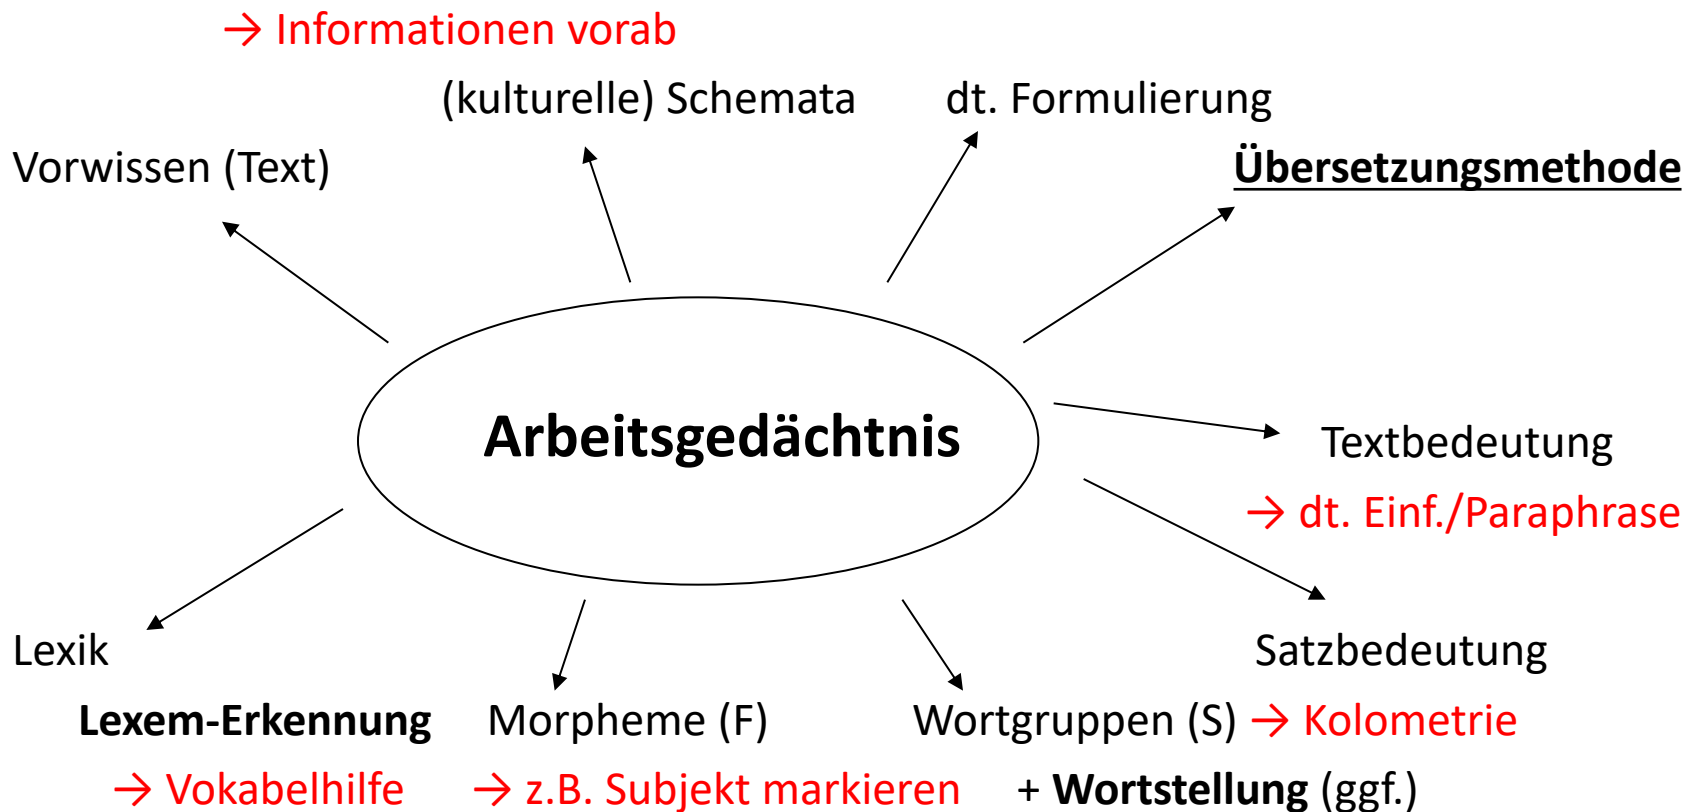 → Informationen vorab
(kulturelle) Schemata
dt. Formulierung
Vorwissen (Text)
Übersetzungsmethode
Arbeitsgedächtnis
Textbedeutung
→ dt. Einf./Paraphrase
Lexik
Satzbedeutung
Lexem-Erkennung
Morpheme (F)
Wortgruppen (S) → Kolometrie
→ Vokabelhilfe
→ z.B. Subjekt markieren
+ Wortstellung (ggf.)